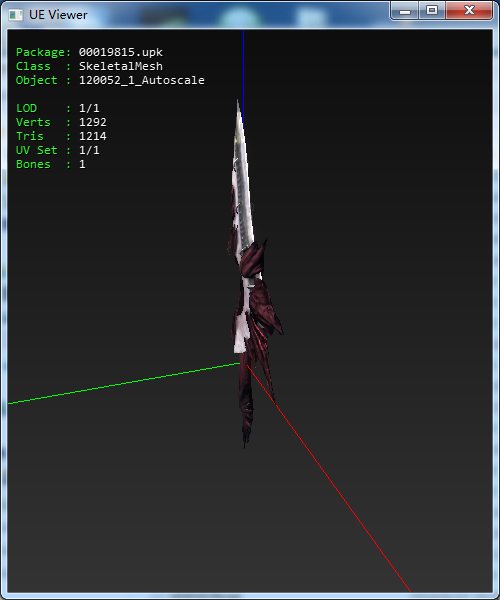 UE Viewer
Package: 00019815.upk
Class : SkeletalMesh
Object : 120052_1_Autoscale
LOD : 1/1
Verts : 1292
Tris : 1214
UV Set : 1/1
Bones : 1